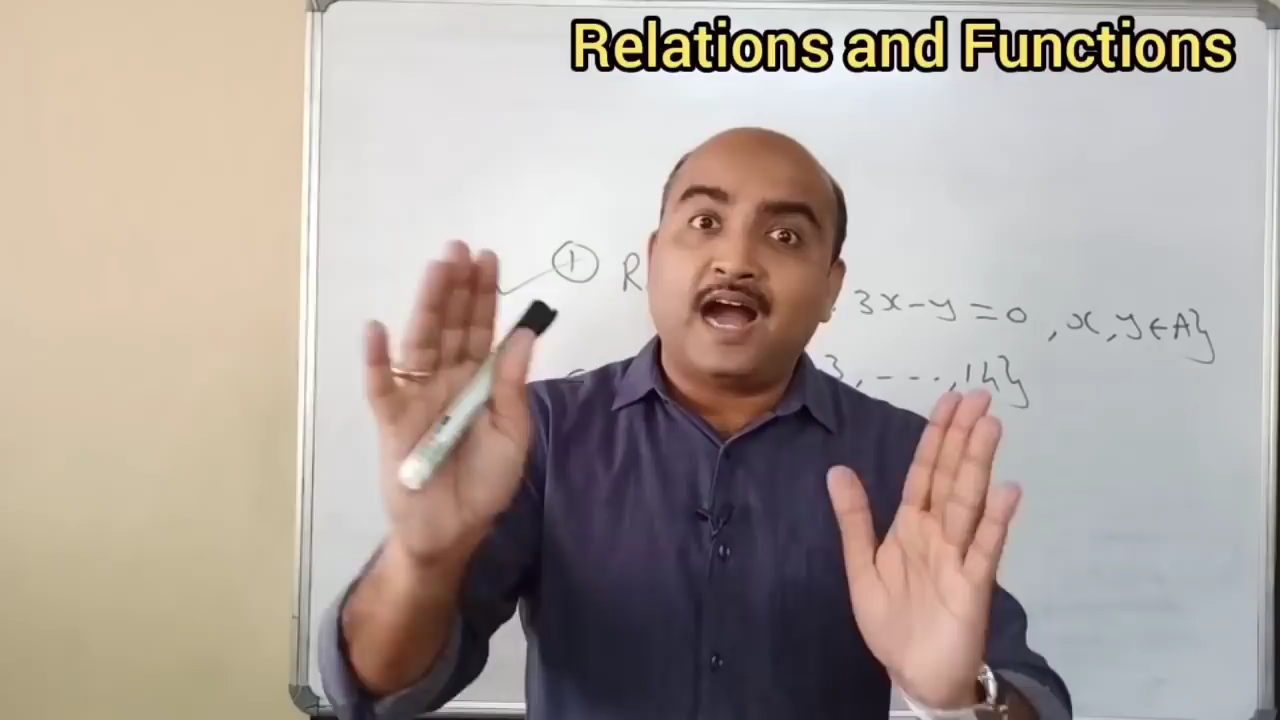 Relations and Functions
① R 3x-y=0 ,x,y∈A}
3,-----,14}